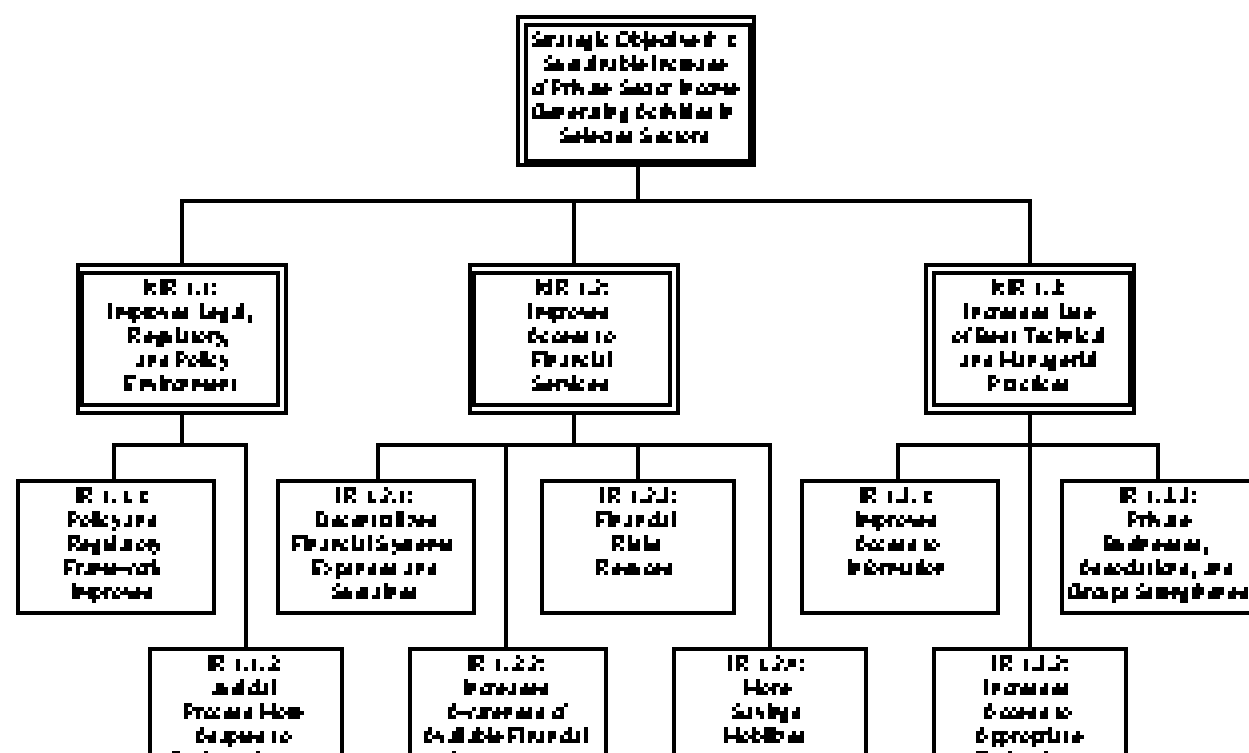 Strategic Objective
Sustainable Increase
of Private Sector Income
Generating Activities in
Selected Sectors
KIR 1.1:
Improved Legal,
Regulatory,
and Policy
Environment
KIR 1.2:
Improved
Access to
Financial
Services
KIR 1.3:
Increased Use
of Best Technical
and Managerial
Practices
IR 1.1.1:
Policy and
Regulatory
Framework
Improved
IR 1.2.1:
Decentralized
Financial Systems
Expanded and
Sustained
IR 1.2.3:
Financial
Risks
Reduced
IR 1.3.1:
Improved
Access to
Information
IR 1.3.3:
Private
Businesses,
Associations, and
Groups Strengthened
IR 1.1.2
Judicial
Process More
to
IR 1.2.2:
Increased
Awareness of
Available Financial
IR 1.2.4:
More
Savings
Mobilized
IR 1.3.2:
Increased
Access to
Appropriate